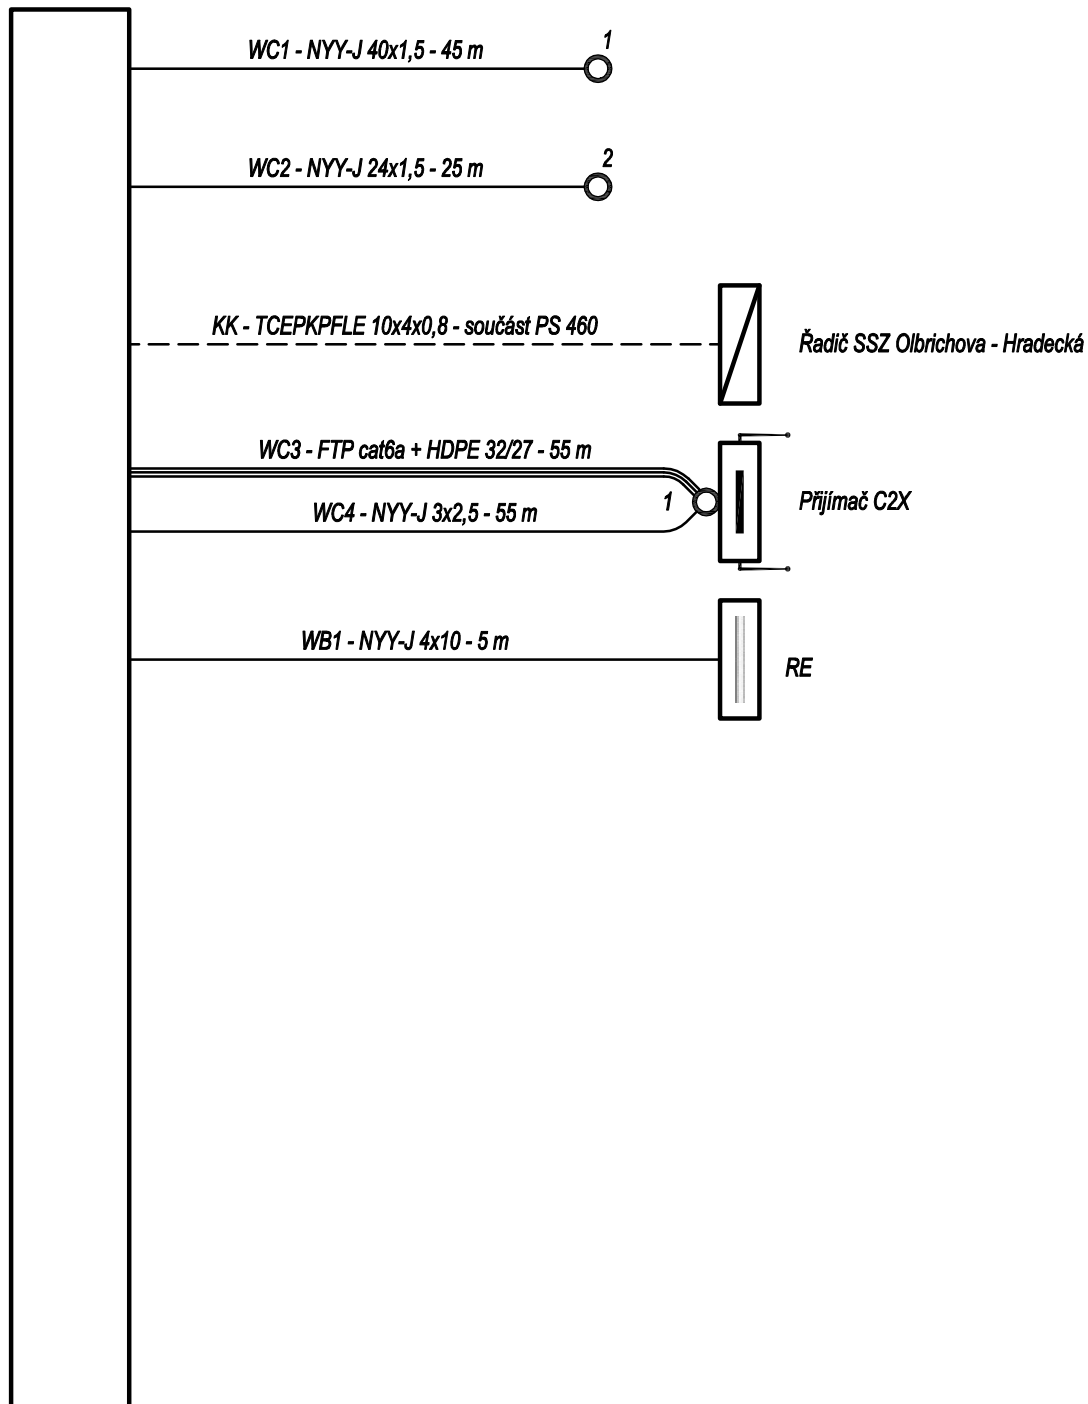 WC1 - NYY-J 40x1,5 - 45 m
1
WC2 - NYY-J 24x1,5 - 25 m
2
KK - TCEPKPFLE 10x4x0,8 - součást PS 460
Řadič SSZ Olbrichova - Hradecká
WC3 - FTP cat6a + HDPE 32/27 - 55 m
1
Přijímač C2X
WC4 - NYY-J 3x2,5 - 55 m
WB1 - NYY-J 4x10 - 5 m
RE